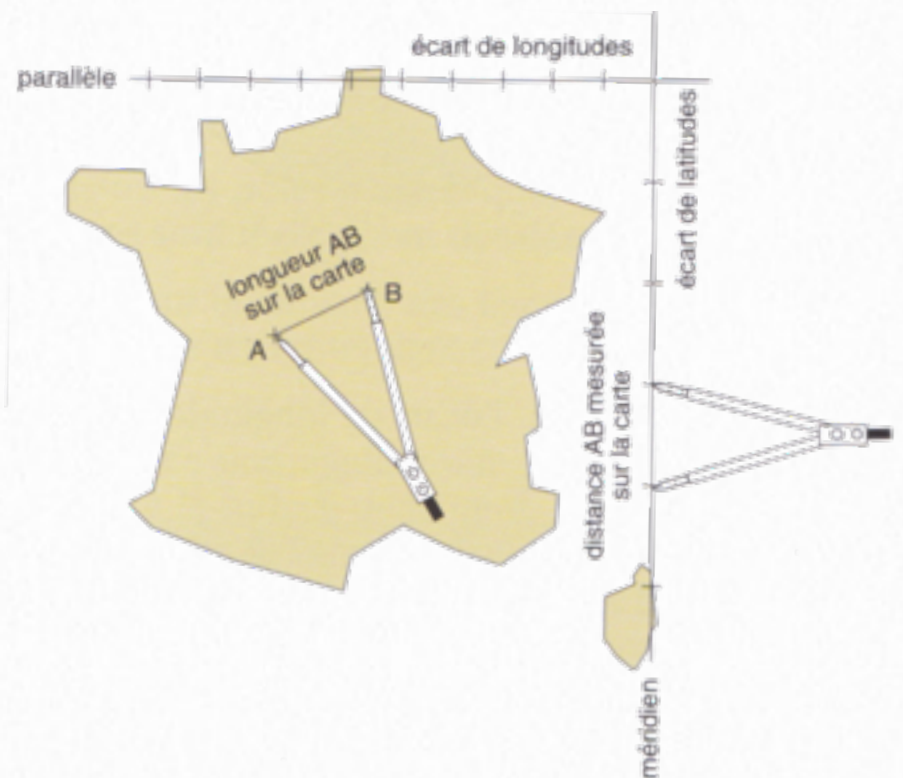 écart de longitudes
parallèle
écart de latitudes
longueur AB
sur la carte
B
A
distance AB mesurée
sur la carte
méridien